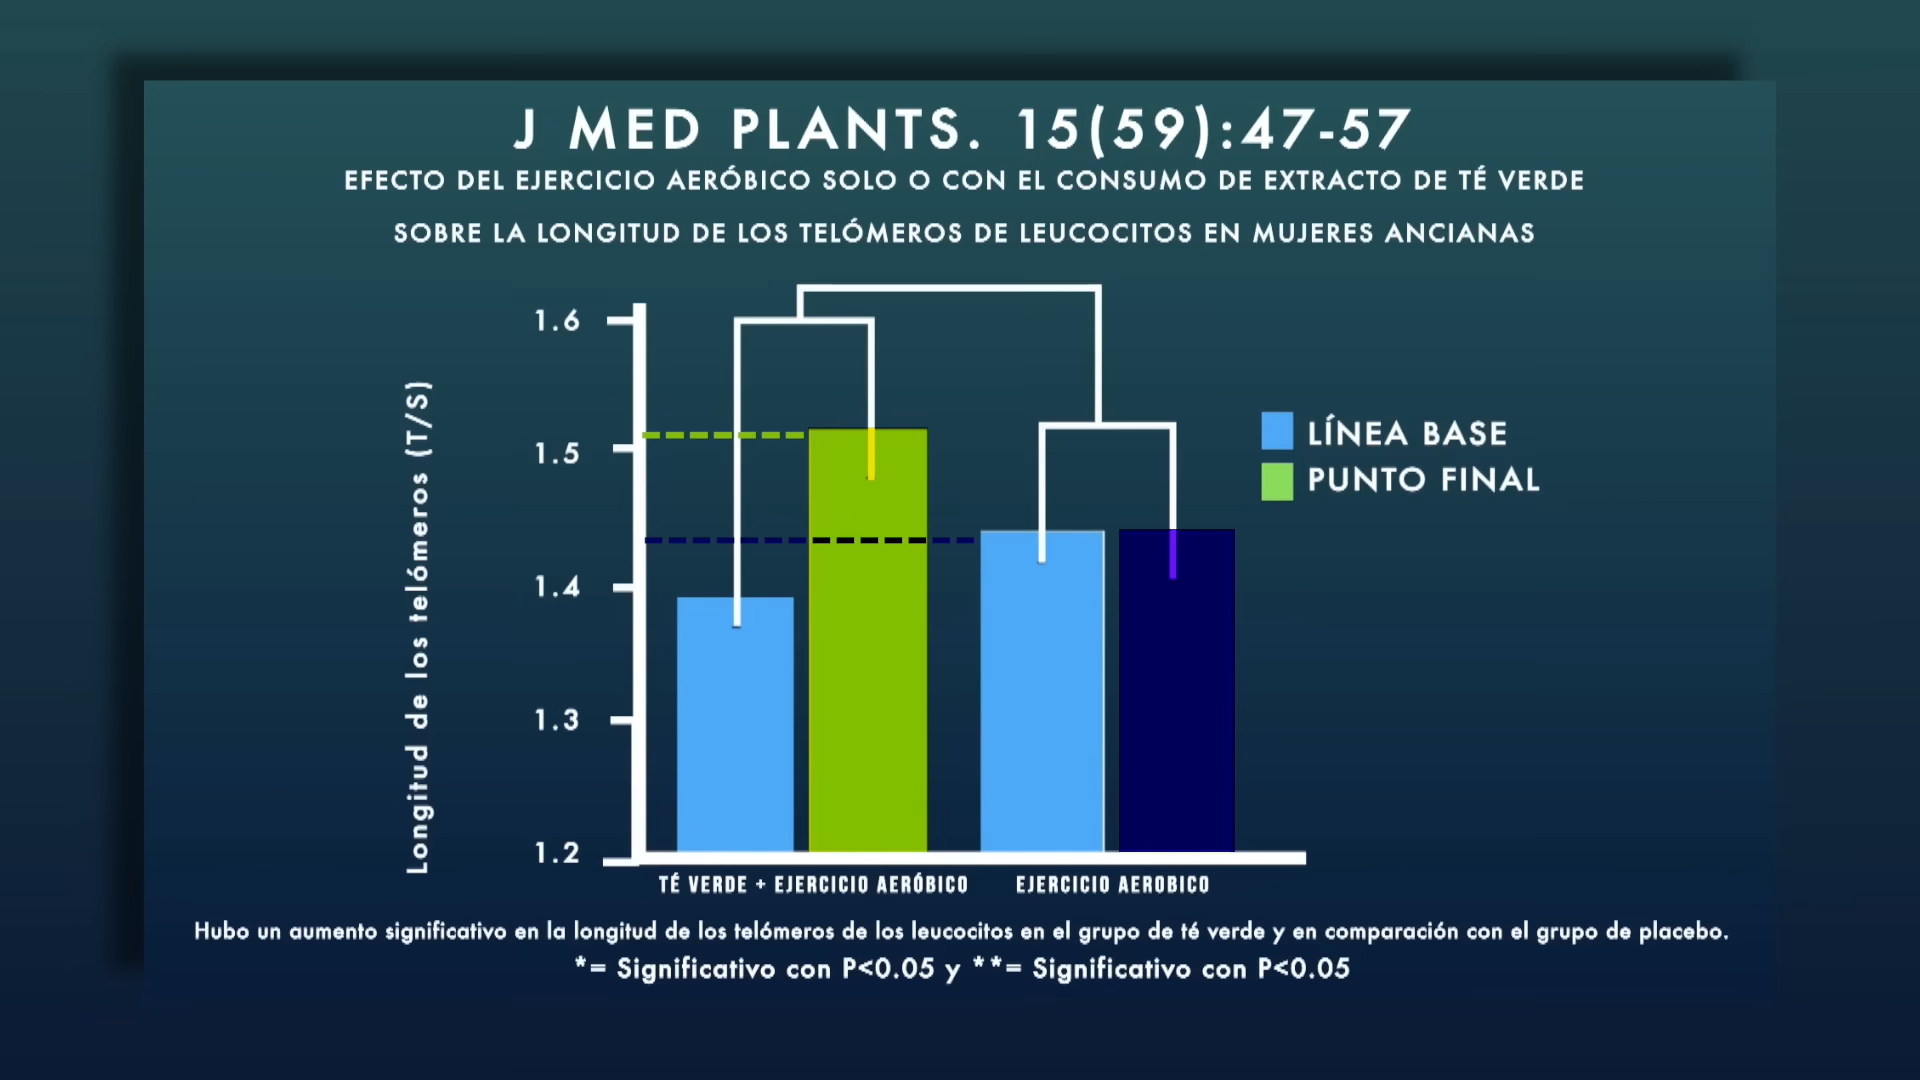 J MED PLANTS. 15(59):47-57
EFECTO DEL EJERCICIO AERÓBICO SOLO O CON EL CONSUMO DE EXTRACTO DE TÉ VERDE
SOBRE LA LONGITUD DE LOS TELÓMEROS DE LEUCOCITOS EN MUJERES ANCIANAS
Longitud de los telómeros (T/S)
1.6
1.5
1.4
1.3
1.2
LÍNEA BASE
PUNTO FINAL
TÉ VERDE + EJERCICIO AERÓBICO
EJERCICIO AEROBICO
Hubo un aumento significativo en la longitud de los telómeros de los leucocitos en el grupo de té verde y en comparación con el grupo de placebo.
*= Significativo con P<0.05 y **= Significativo con P<0.05